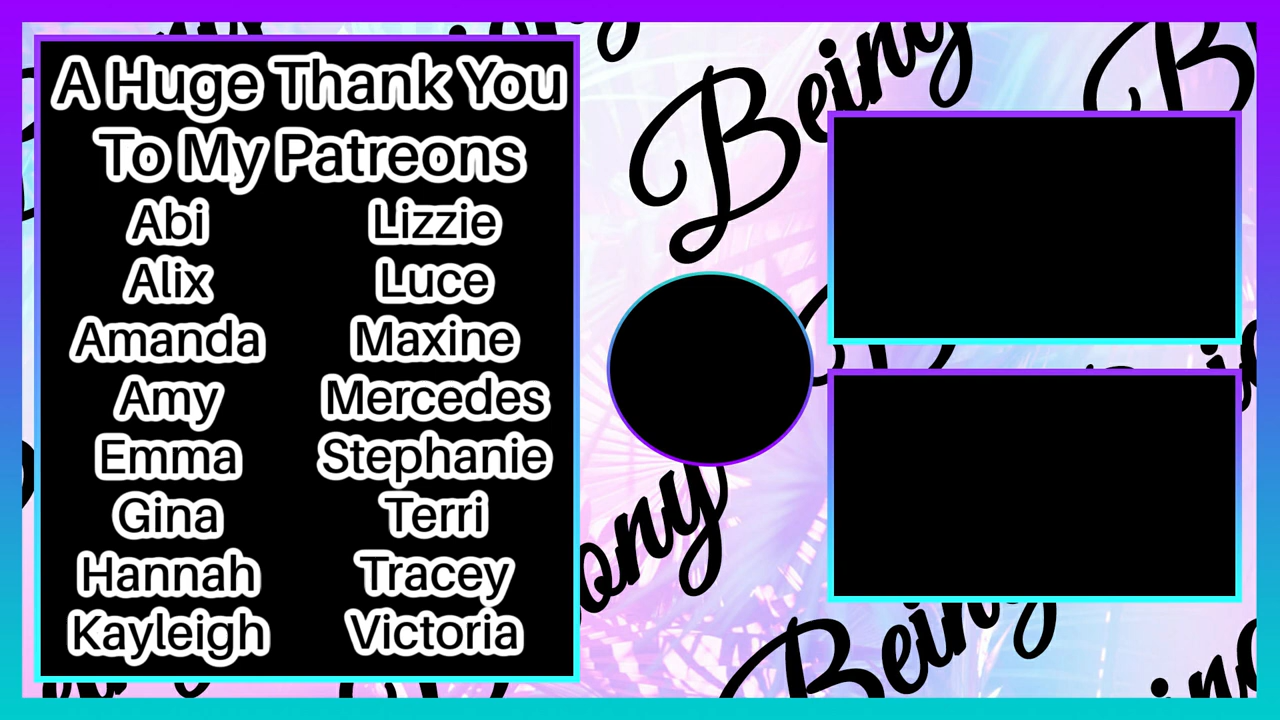 A Huge Thank You
To My Patreons
Abi Lizzie
Alix Luce
Amanda Maxine
Amy Mercedes
Emma Stephanie
Gina Terri
Hannah Tracey
Kayleigh Victoria
Being
B
Being